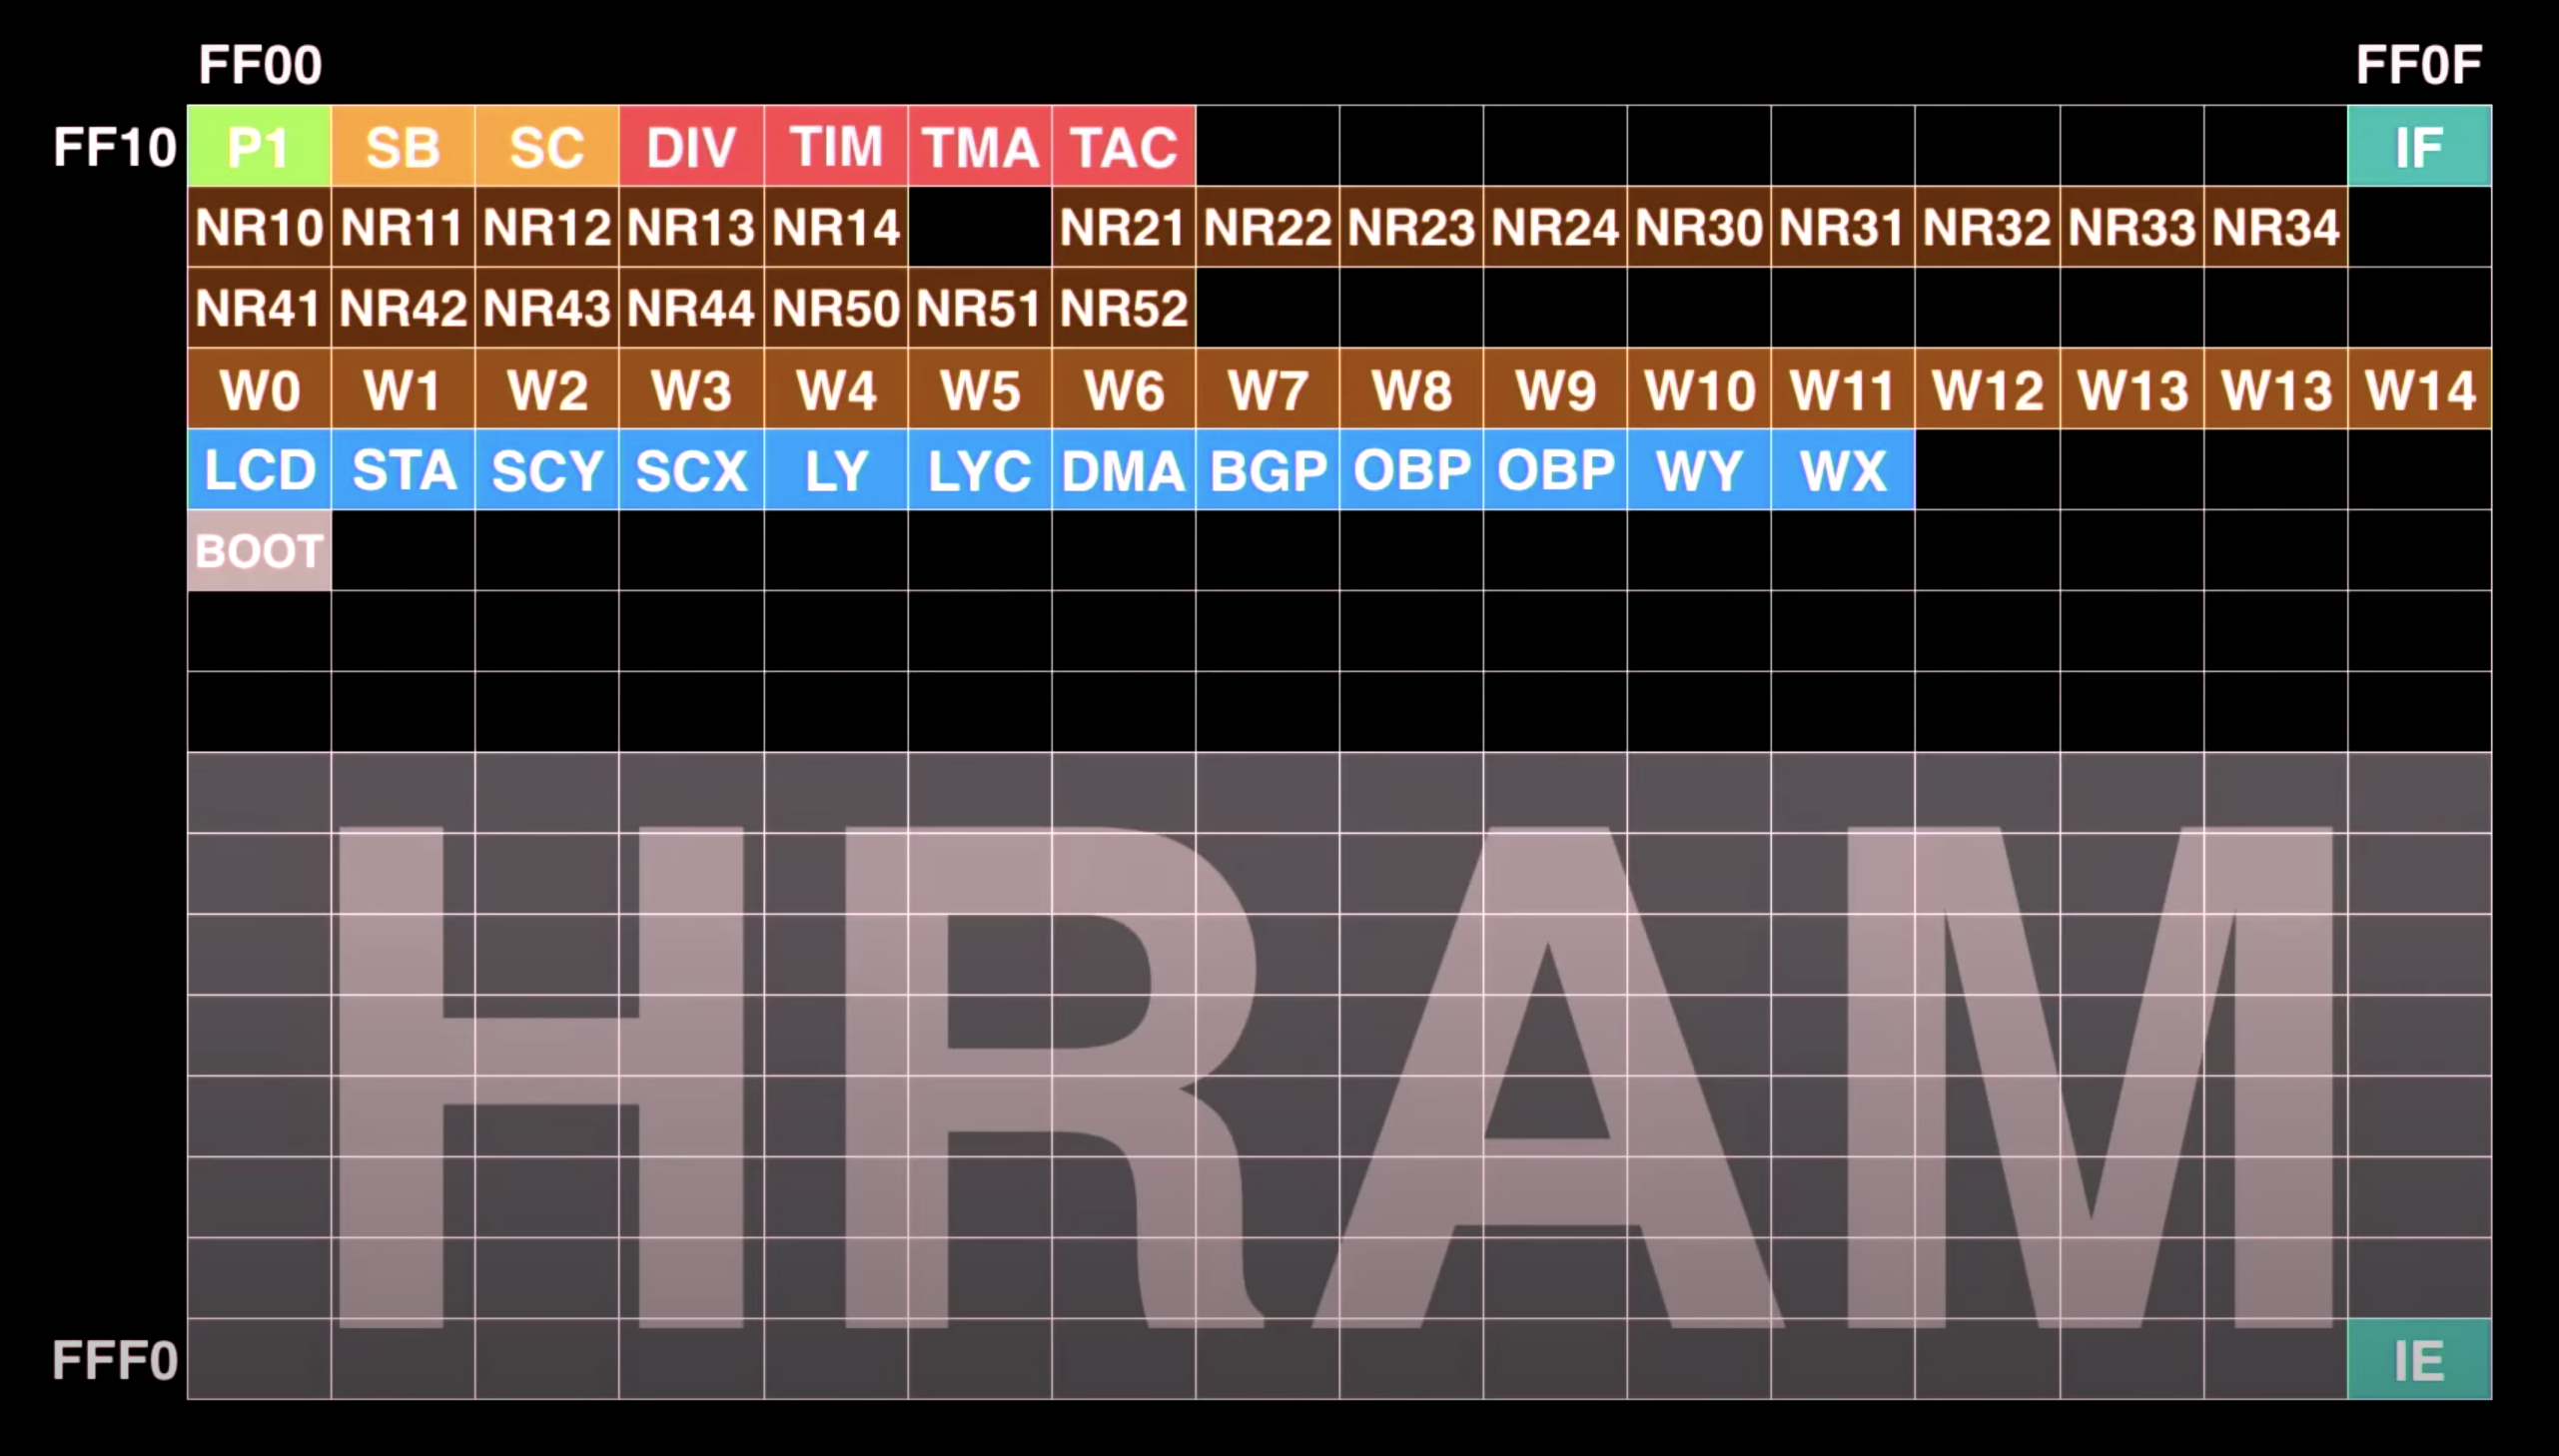 FF00 FF0F
FF10 P1 SB SC DIV TIM TMA TAC IF
NR10 NR11 NR12 NR13 NR14 NR21 NR22 NR23 NR24 NR30 NR31 NR32 NR33 NR34
NR41 NR42 NR43 NR44 NR50 NR51 NR52
W0 W1 W2 W3 W4 W5 W6 W7 W8 W9 W10 W11 W12 W13 W13 W14
LCD STA SCY SCX LY LYC DMA BGP OBP OBP WY WX
BOOT
HRAM
FFF0 IE